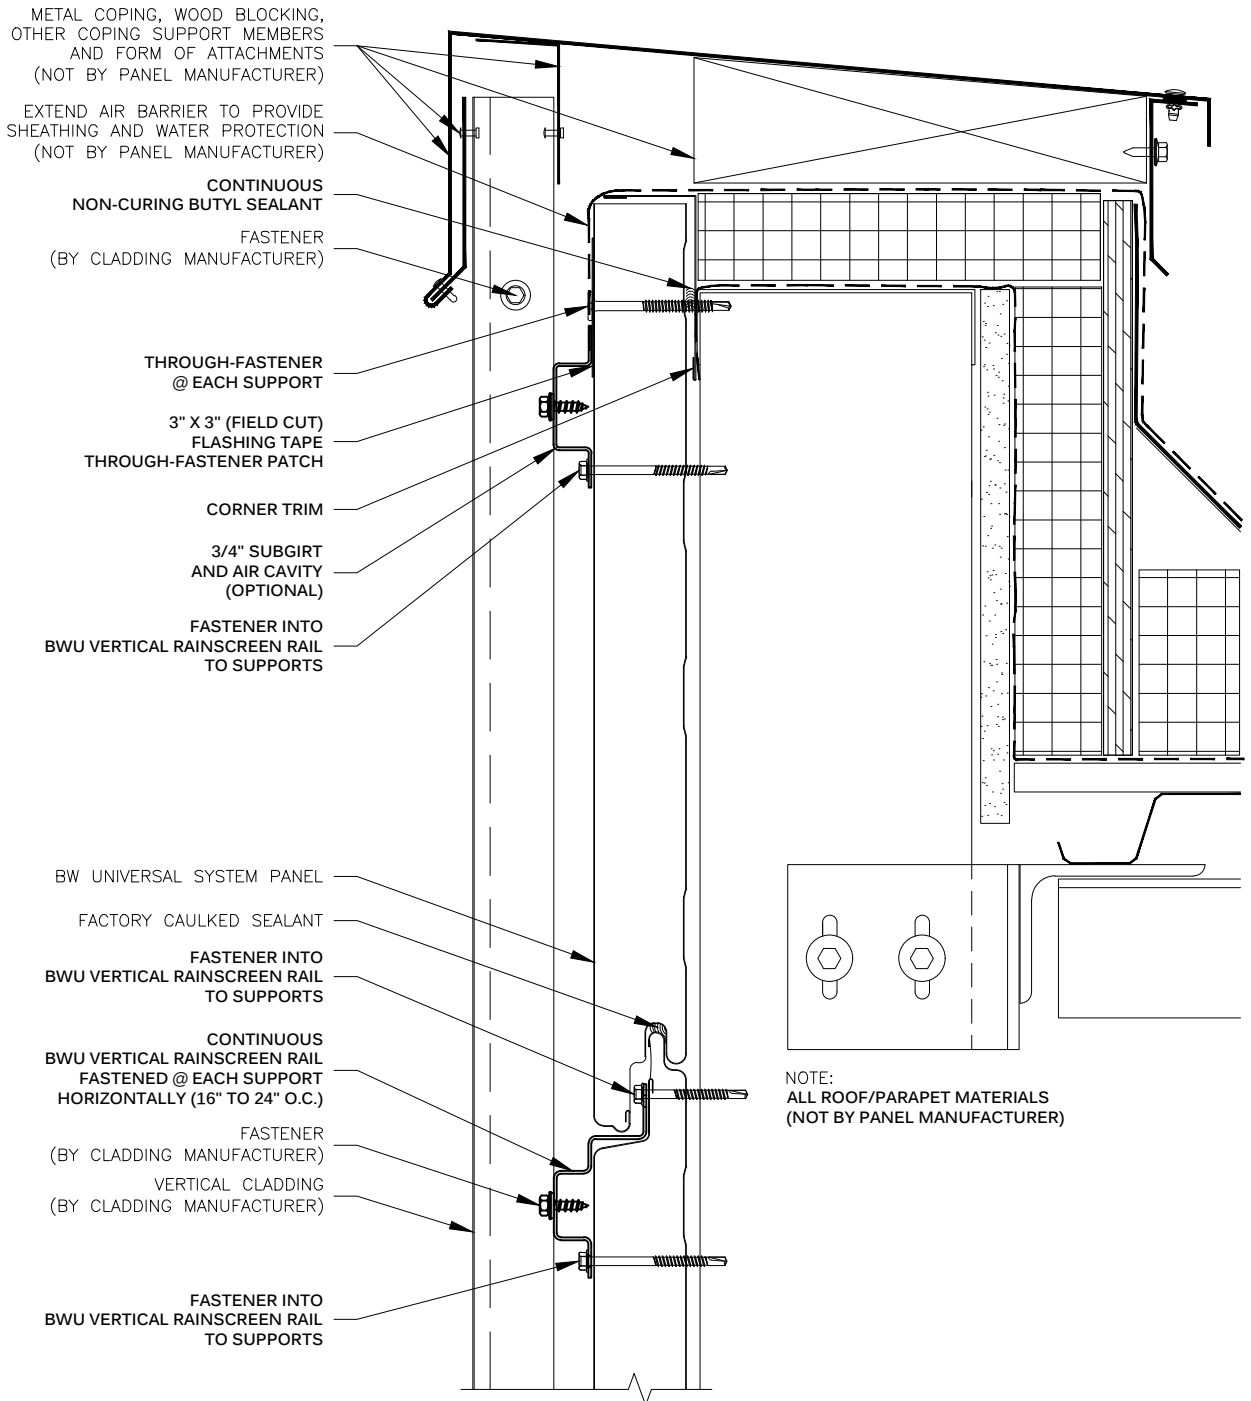 METAL COPING, WOOD BLOCKING,
OTHER COPING SUPPORT MEMBERS
AND FORM OF ATTACHMENTS
(NOT BY PANEL MANUFACTURER)
EXTEND AIR BARRIER TO PROVIDE
SHEATHING AND WATER PROTECTION
(NOT BY PANEL MANUFACTURER)
CONTINUOUS
NON-CURING BUTYL SEALANT
FASTENER
(BY CLADDING MANUFACTURER)
THROUGH-FASTENER
@ EACH SUPPORT
3" X 3" (FIELD CUT)
FLASHING TAPE
THROUGH-FASTENER PATCH
CORNER TRIM
3/4" SUBGIRT
AND AIR CAVITY
(OPTIONAL)
FASTENER INTO
BWU VERTICAL RAINSCREEN RAIL
TO SUPPORTS
BW UNIVERSAL SYSTEM PANEL
FACTORY CAULKED SEALANT
FASTENER INTO
BWU VERTICAL RAINSCREEN RAIL
TO SUPPORTS
CONTINUOUS
BWU VERTICAL RAINSCREEN RAIL
FASTENED @ EACH SUPPORT
HORIZONTALLY (16" TO 24" O.C.)
FASTENER
(BY CLADDING MANUFACTURER)
VERTICAL CLADDING
(BY CLADDING MANUFACTURER)
FASTENER INTO
BWU VERTICAL RAINSCREEN RAIL
TO SUPPORTS
NOTE:
ALL ROOF/PARAPET MATERIALS
(NOT BY PANEL MANUFACTURER)